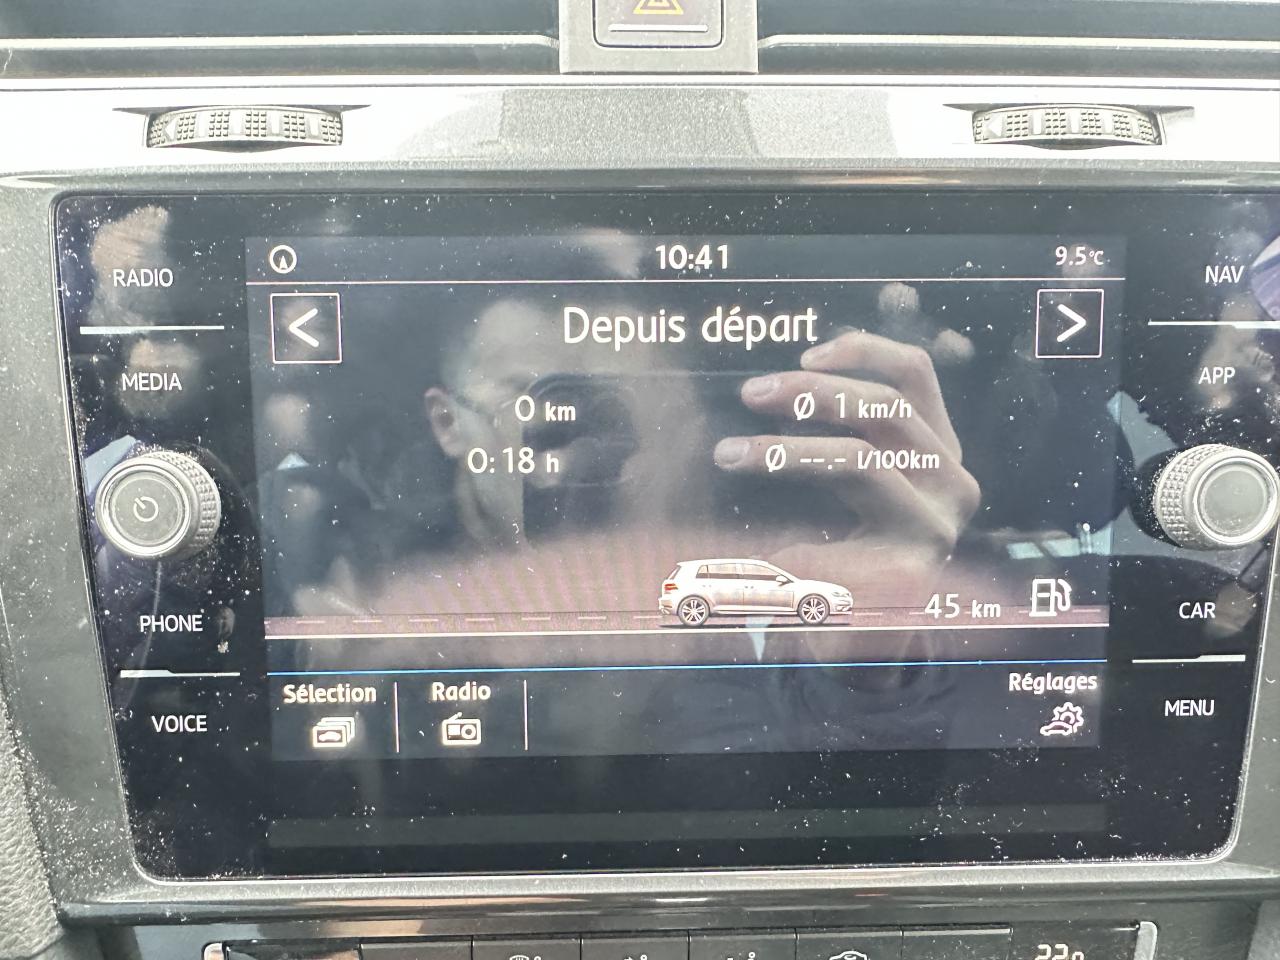 10:41
9.5°C
RADIO
NAV
<
Depuis départ
>
MEDIA
APP
0 km
Ø 1 km/h
0:18 h
Ø --.- l/100km
45 km
PHONE
CAR
Sélection
Radio
Réglages
VOICE
MENU